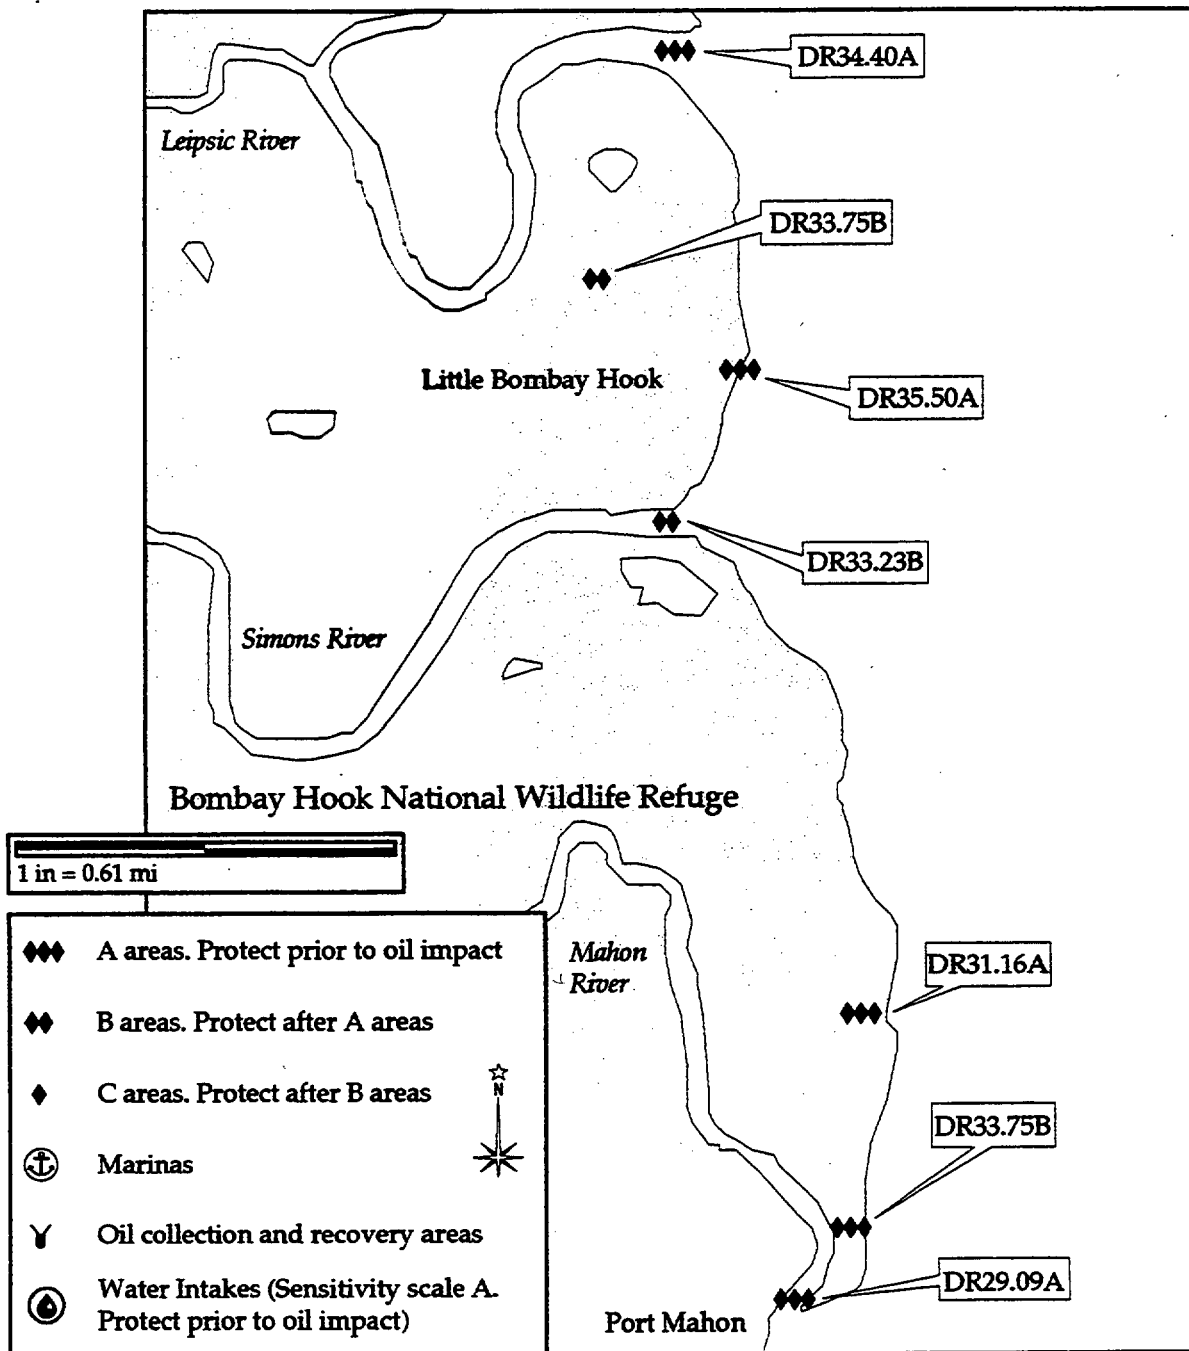 DR34.40A
Leipsic River
DR33.75B
Little Bombay Hook
DR35.50A
DR33.23B
Simons River
Bombay Hook National Wildlife Refuge
1 in = 0.61 mi
Mahon
River
DR31.16A
DR33.75B
DR29.09A
Port Mahon
A areas. Protect prior to oil impact
B areas. Protect after A areas
C areas. Protect after B areas
N
Marinas
Oil collection and recovery areas
Water Intakes (Sensitivity scale A.
Protect prior to oil impact)